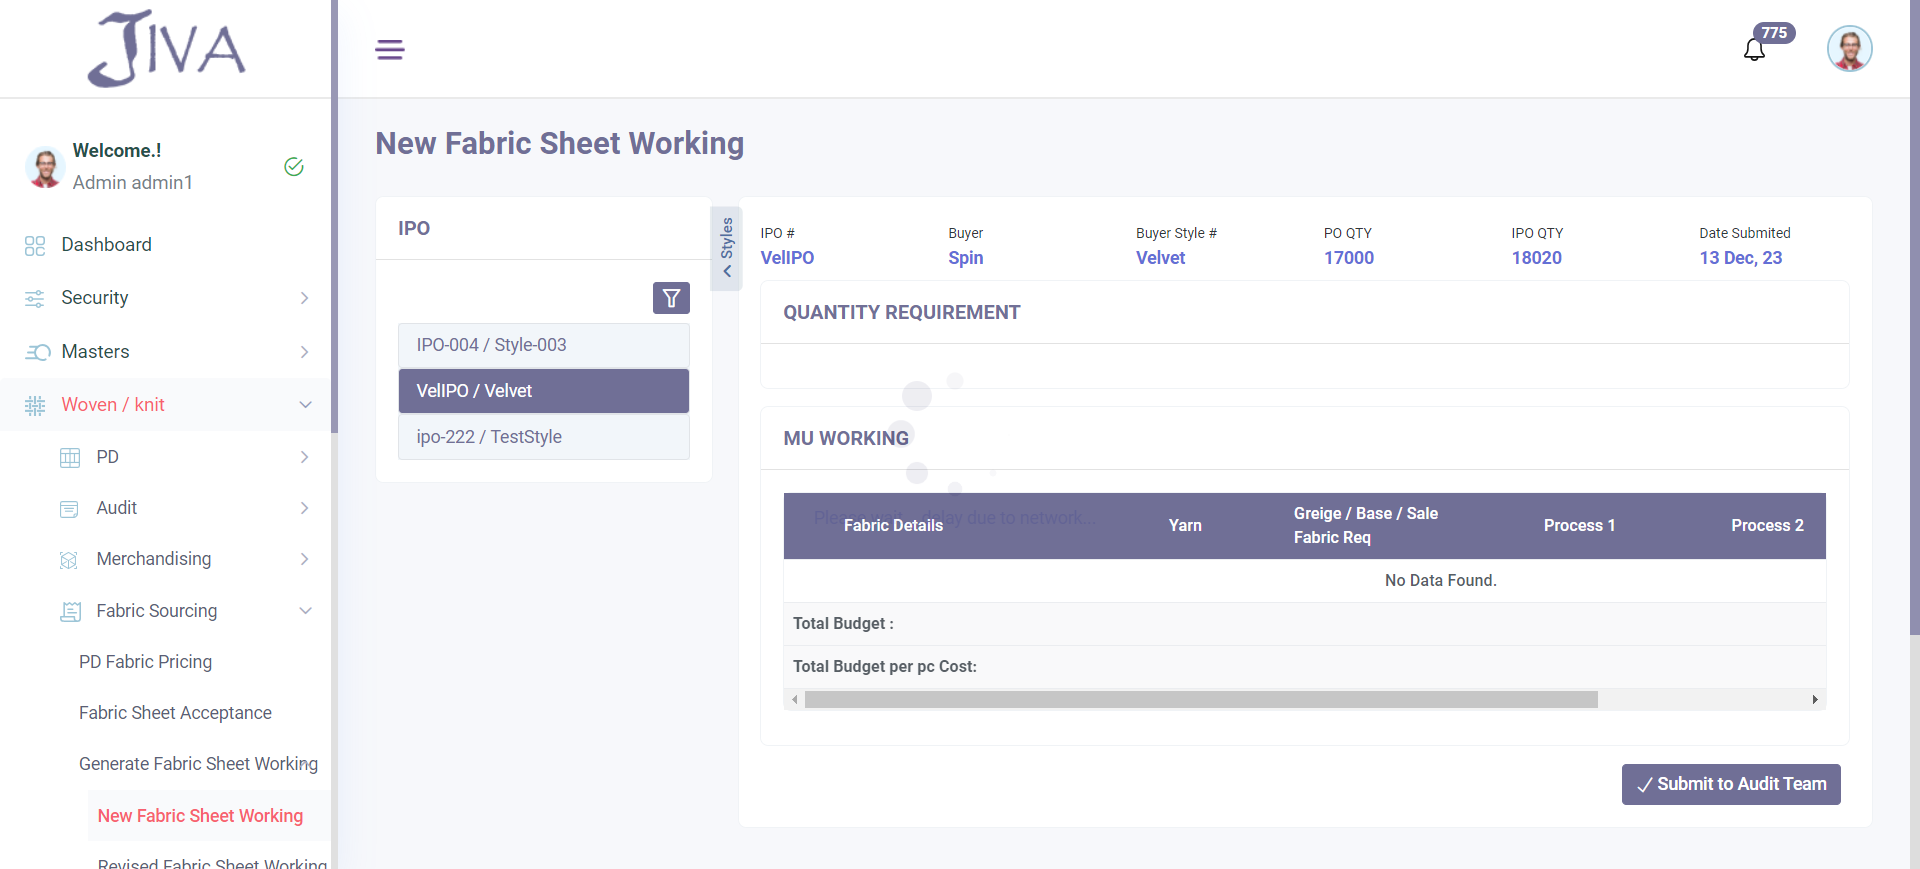 JIVA
775
Welcome.!
Admin admin1
Dashboard
Security
Masters
Woven / knit
PD
Audit
Merchandising
Fabric Sourcing
PD Fabric Pricing
Fabric Sheet Acceptance
Generate Fabric Sheet Working
New Fabric Sheet Working
Revised Fabric Sheet Working
New Fabric Sheet Working
IPO
IPO-004 / Style-003
VelIPO / Velvet
ipo-222 / TestStyle
Styles
IPO # Buyer Buyer Style # PO QTY IPO QTY Date Submited
VelIPO Spin Velvet 17000 18020 13 Dec, 23
QUANTITY REQUIREMENT
MU WORKING
Please wait... delay due to network...
Fabric Details Yarn Greige / Base / Sale Fabric Req Process 1 Process 2
No Data Found.
Total Budget :
Total Budget per pc Cost:
Submit to Audit Team